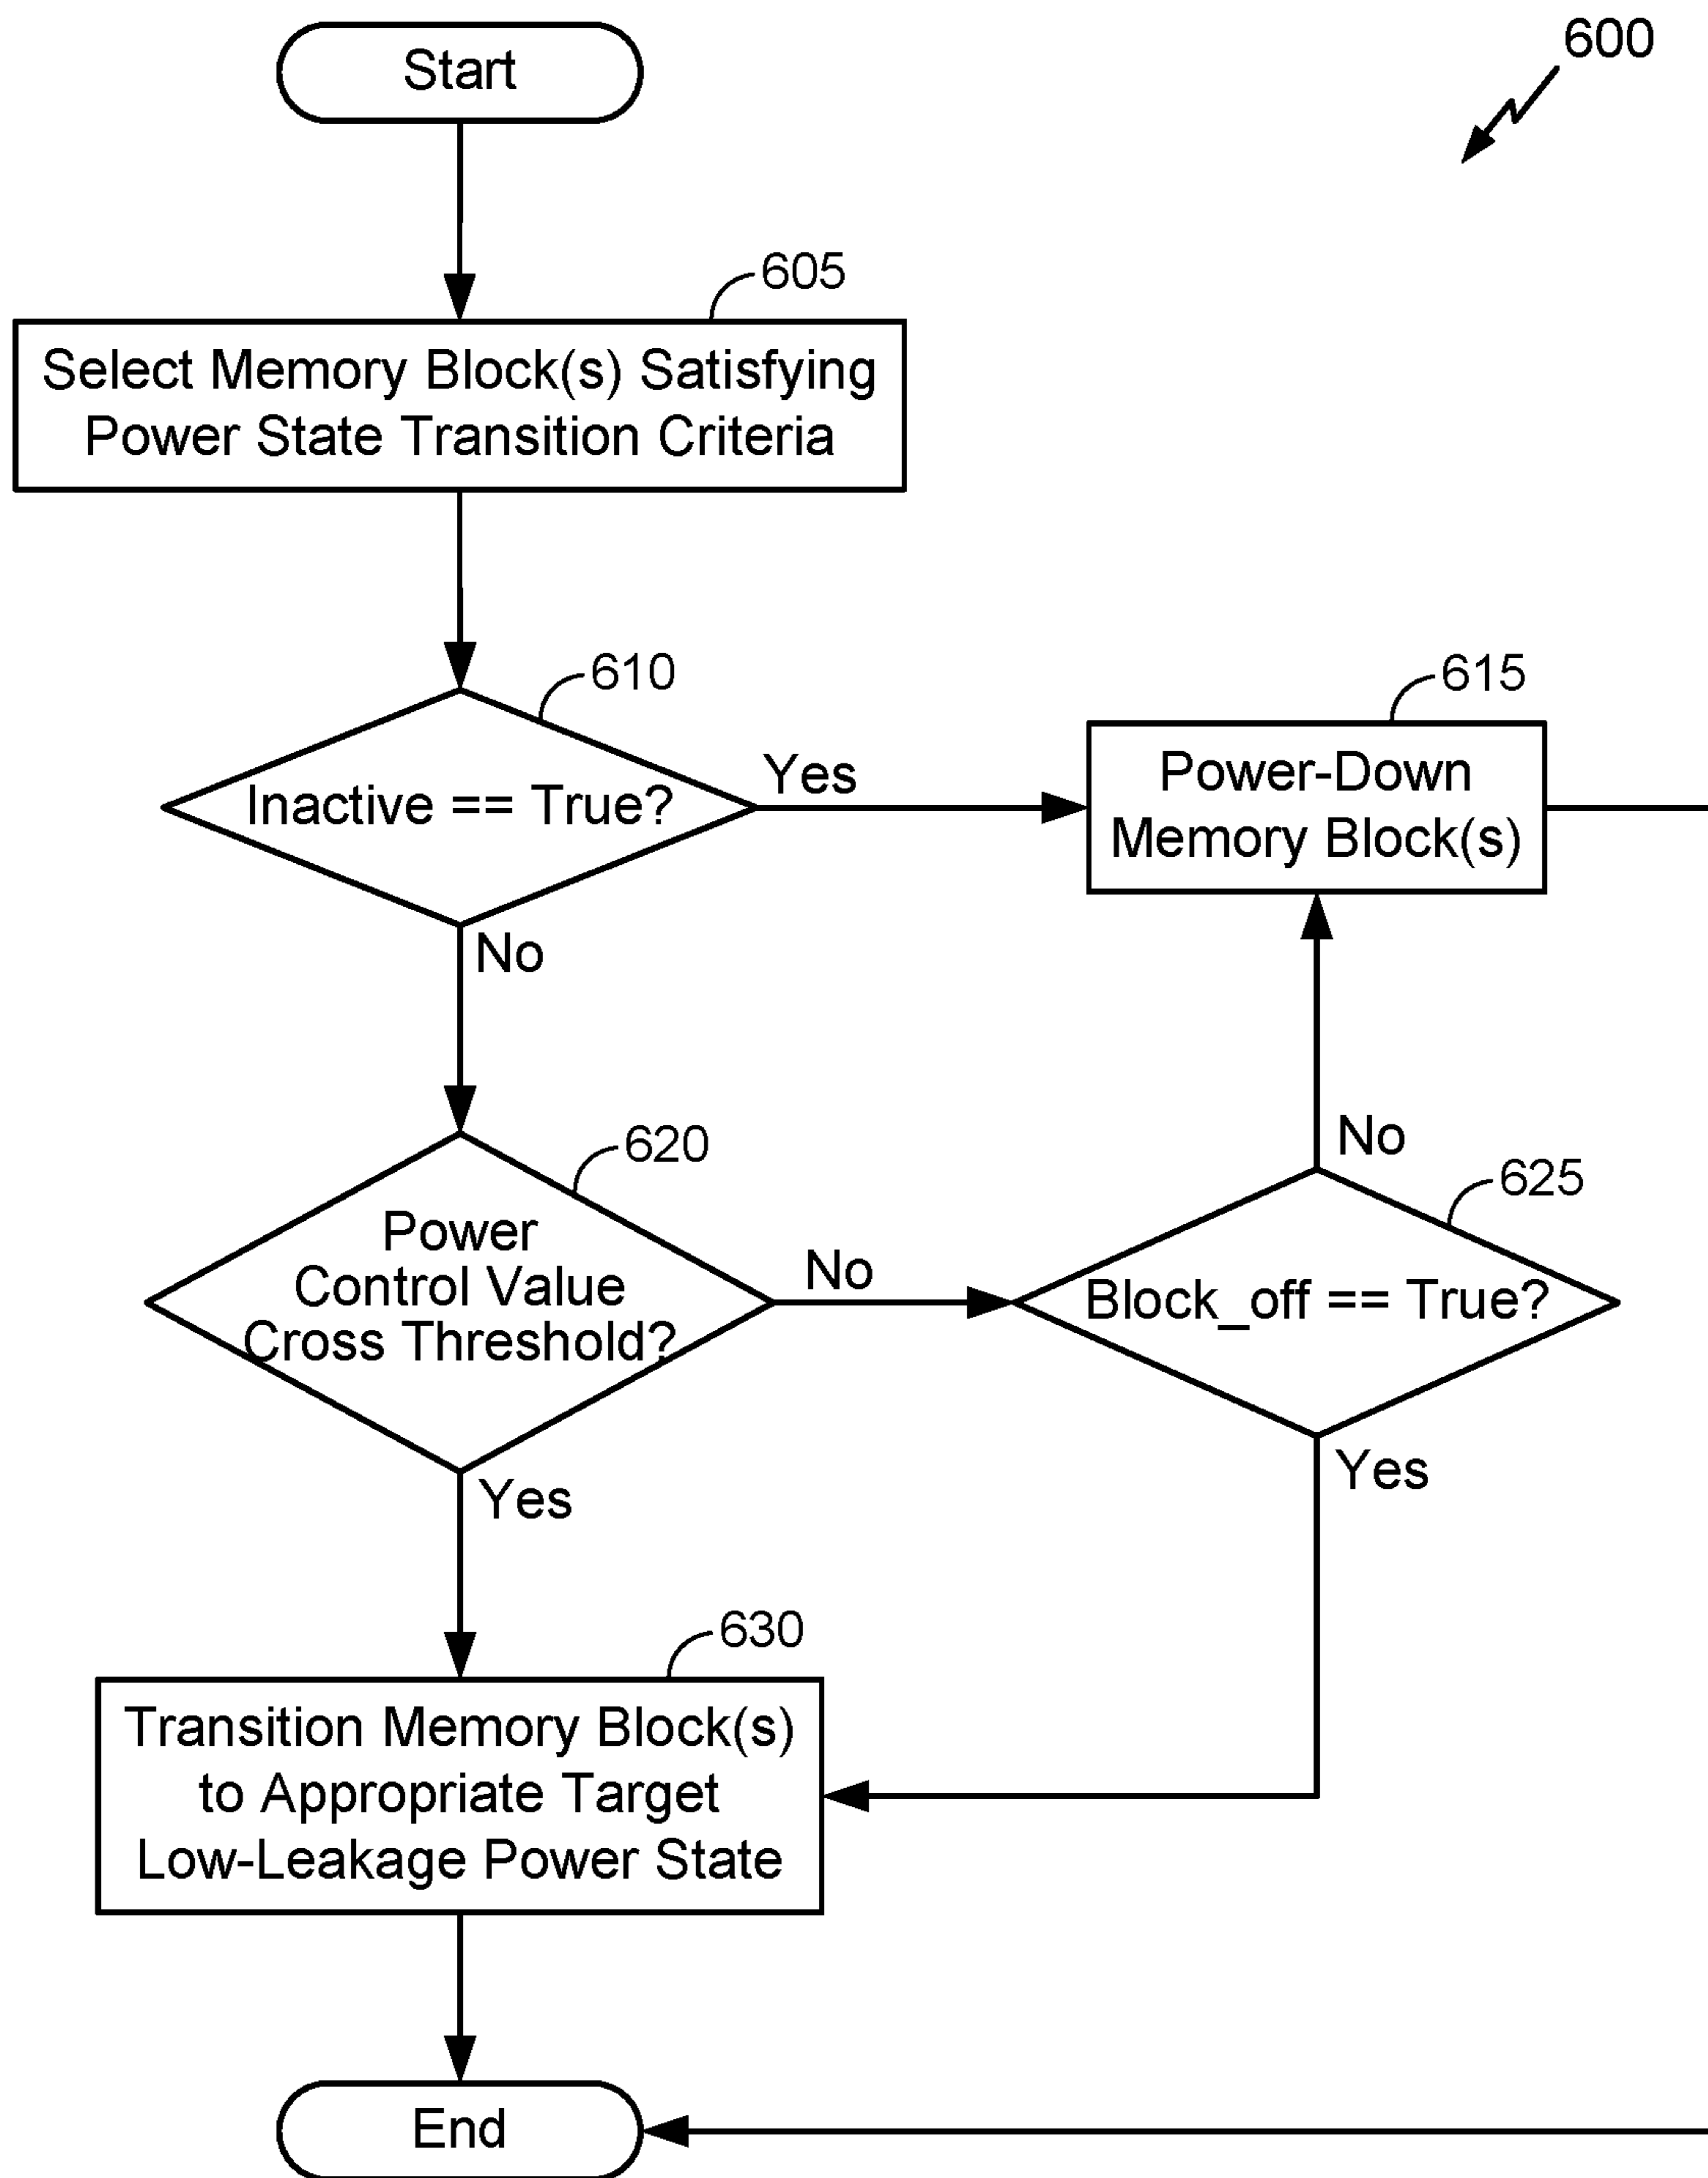 Start
600
605
Select Memory Block(s) Satisfying
Power State Transition Criteria
610
Inactive == True?
Yes
No
615
Power-Down
Memory Block(s)
620
Power
Control Value
Cross Threshold?
No
Yes
625
Block_off == True?
No
Yes
630
Transition Memory Block(s)
to Appropriate Target
Low-Leakage Power State
End